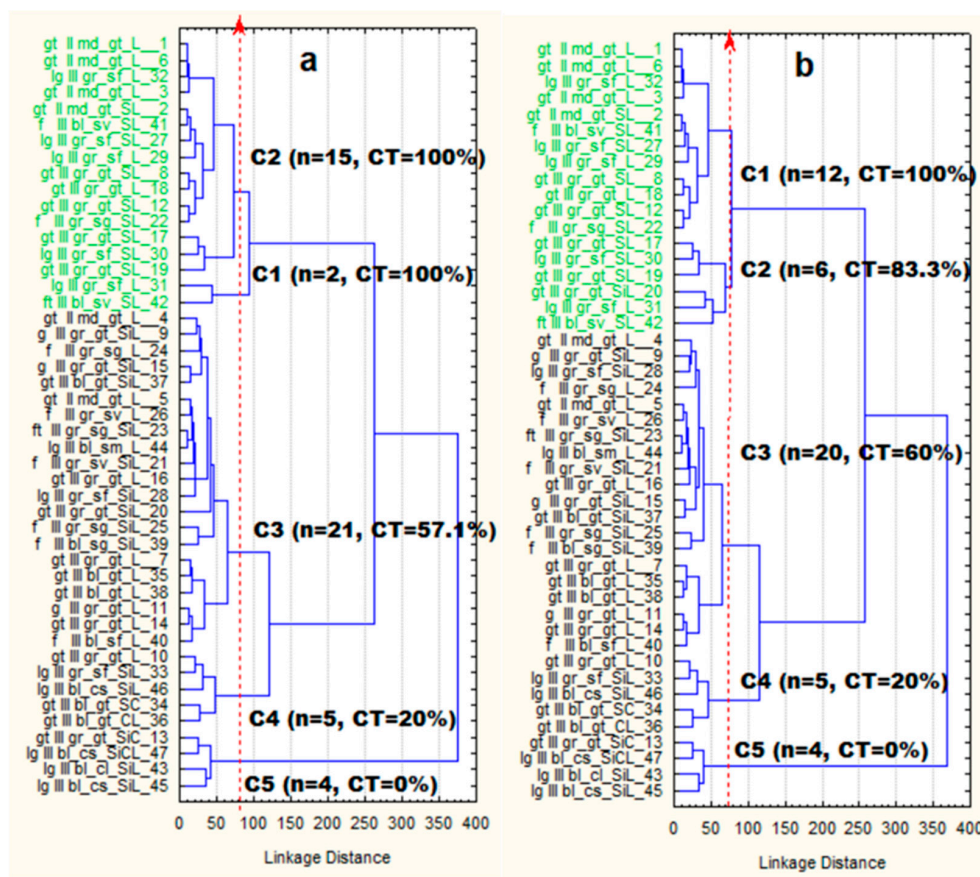 a
gt II md_gt_L__1
gt II md_gt_L__6
lg III gr_sf_L_32
gt II md_gt_L__3
gt II md_gt_SL__2
f III bl_sv_SL_41
lg III gr_sf_SL_27
lg III gr_sf_L_29
gt III gr_gt_SL__8
gt III gr_gt_L_18
gt III gr_gt_SL_12
f III gr_sg_SL_22
gt III gr_gt_SL_17
lg III gr_sf_SL_30
gt III gr_gt_SL_19
lg III gr_sf_L_31
ft III bl_sv_SL_42
gt II md_gt_L__4
g III gr_gt_SiL__9
f III gr_sg_L_24
g III gr_gt_SiL_15
gt III bl_gt_SiL_37
gt II md_gt_L__5
f III gr_sv_L_26
ft III gr_sg_SiL_23
lg III bl_sm_L_44
f III gr_sv_SiL_21
gt III gr_gt_L_16
lg III gr_sf_SiL_28
gt III gr_gt_SiL_20
f III gr_sg_SiL_25
f III bl_sg_SiL_39
gt III gr_gt_L__7
gt III bl_gt_L_35
gt III bl_gt_L_38
g III gr_gt_L_11
gt III gr_gt_L_14
f III bl_sf_L_40
gt III gr_gt_L_10
lg III gr_sf_SiL_33
lg III bl_cs_SiL_46
gt III bl_gt_SC_34
gt III bl_gt_CL_36
gt III gr_gt_SiC_13
lg III bl_cs_SiCL_47
lg III bl_cl_SiL_43
lg III bl_cs_SiL_45
C2 (n=15, CT=100%)
C1 (n=2, CT=100%)
C3 (n=21, CT=57.1%)
C4 (n=5, CT=20%)
C5 (n=4, CT=0%)
0 50 100 150 200 250 300 350 400
Linkage Distance
b
gt II md_gt_L__1
gt II md_gt_L__6
lg III gr_sf_L_32
gt II md_gt_L__3
gt II md_gt_SL__2
f III bl_sv_SL_41
lg III gr_sf_SL_27
lg III gr_sf_L_29
gt III gr_gt_SL__8
gt III gr_gt_L_18
gt III gr_gt_SL_12
f III gr_sg_SL_22
gt III gr_gt_SL_17
lg III gr_sf_SL_30
gt III gr_gt_SL_19
gt III gr_gt_SiL_20
lg III gr_sf_L_31
ft III bl_sv_SL_42
gt II md_gt_L__4
g III gr_gt_SiL__9
lg III gr_sf_SiL_28
f III gr_sg_L_24
gt II md_gt_L__5
f III gr_sv_L_26
ft III gr_sg_SiL_23
lg III bl_sm_L_44
f III gr_sv_SiL_21
gt III gr_gt_L_16
g III gr_gt_SiL_15
gt III bl_gt_SiL_37
f III gr_sg_SiL_25
f III bl_sg_SiL_39
gt III gr_gt_L__7
gt III bl_gt_L_35
gt III bl_gt_L_38
g III gr_gt_L_11
gt III gr_gt_L_14
f III bl_sf_L_40
gt III gr_gt_L_10
lg III gr_sf_SiL_33
lg III bl_cs_SiL_46
gt III bl_gt_SC_34
gt III bl_gt_CL_36
gt III gr_gt_SiC_13
lg III bl_cs_SiCL_47
lg III bl_cl_SiL_43
lg III bl_cs_SiL_45
C1 (n=12, CT=100%)
C2 (n=6, CT=83.3%)
C3 (n=20, CT=60%)
C4 (n=5, CT=20%)
C5 (n=4, CT=0%)
0 50 100 150 200 250 300 350 400
Linkage Distance